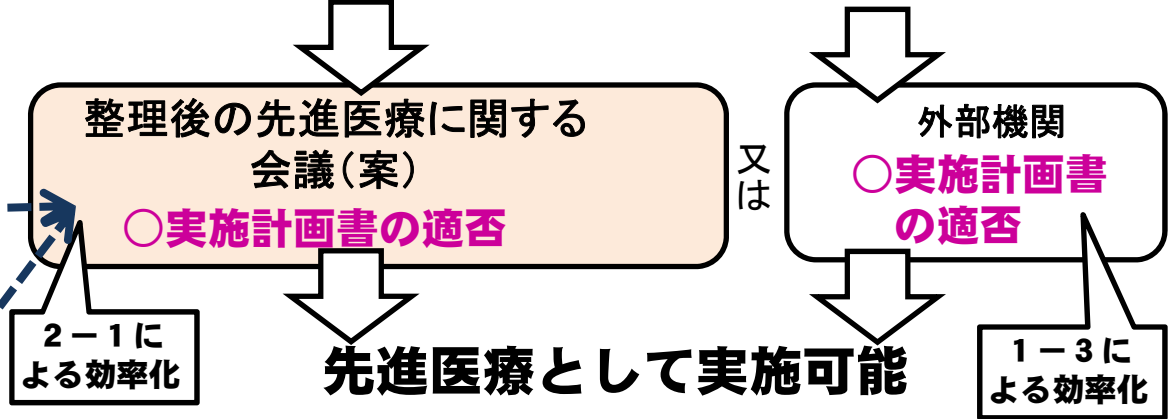 整理後の先進医療に関する
会議(案)
○実施計画書の適否
又は
外部機関
○実施計画書
の適否
2-1に
よる効率化
先進医療として実施可能
1-3に
よる効率化